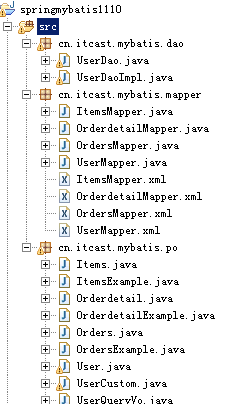 springmybatis1110
src
cn.itcast.mybatis.dao
UserDao.java
UserDaoImpl.java
cn.itcast.mybatis.mapper
ItemsMapper.java
OrderdetailMapper.java
OrdersMapper.java
UserMapper.java
ItemsMapper.xml
OrderdetailMapper.xml
OrdersMapper.xml
UserMapper.xml
cn.itcast.mybatis.po
Items.java
ItemsExample.java
Orderdetail.java
OrderdetailExample.java
Orders.java
OrdersExample.java
User.java
UserCustom.java
UserQueryVo.java